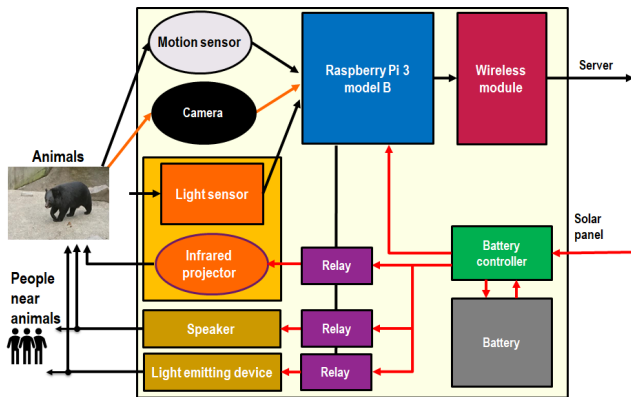 Motion sensor
Camera
Raspberry Pi 3
model B
Wireless
module
Server
Animals
Light sensor
Infrared
projector
Relay
Battery
controller
Solar
panel
People
near
animals
Speaker
Relay
Battery
Light emitting device
Relay